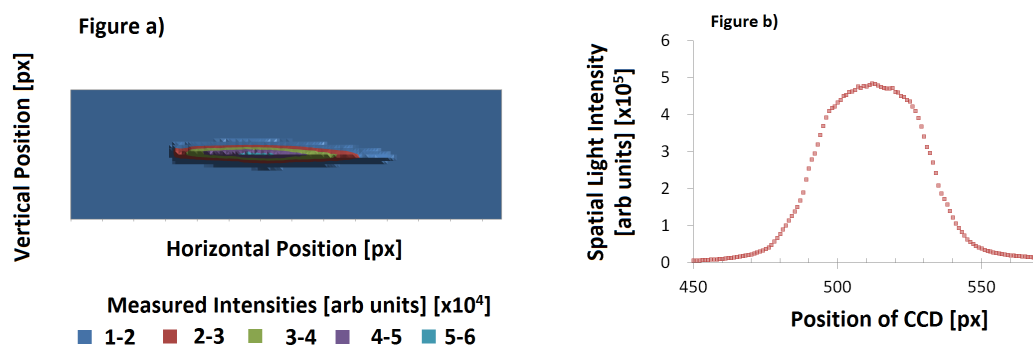 Figure a)
Vertical Position [px]
Horizontal Position [px]
Measured Intensities [arb units] [x10⁴]
1-2 2-3 3-4 4-5 5-6
Figure b)
Spatial Light Intensity
[arb units] [x10⁵]
6
5
4
3
2
1
0
450 500 550
Position of CCD [px]